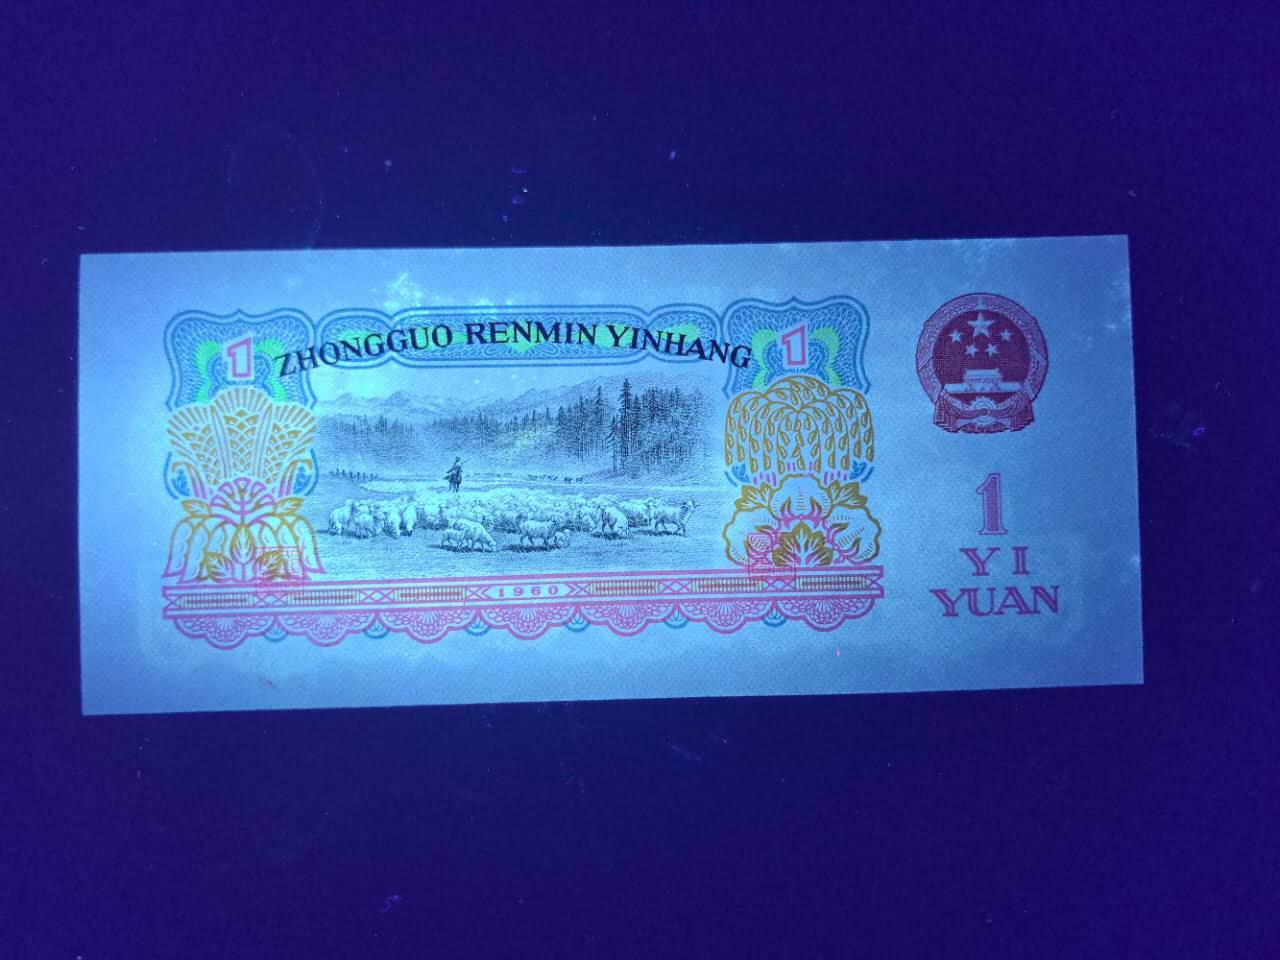 ZHONGGUO RENMIN YINHANG
1
1
1960
1
YI
YUAN